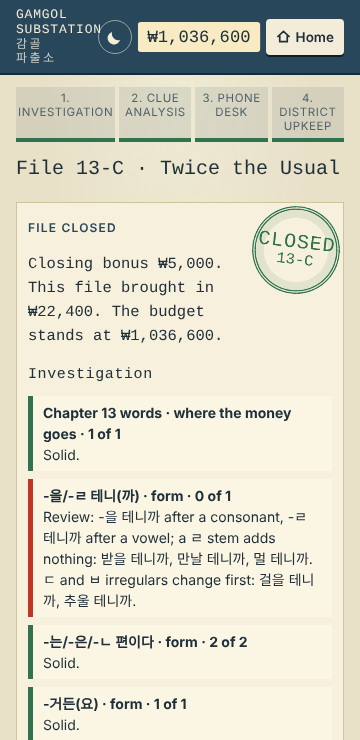 GAMGOL
SUBSTATION
감골
파출소
₩1,036,600
Home
1.
INVESTIGATION
2. CLUE
ANALYSIS
3. PHONE
DESK
4.
DISTRICT
UPKEEP
File 13-C · Twice the Usual
FILE CLOSED
CLOSED
13-C
Closing bonus ₩5,000.
This file brought in
₩22,400. The budget
stands at ₩1,036,600.
Investigation
Chapter 13 words · where the money
goes · 1 of 1
Solid.
-을/-ㄹ 테니(까) · form · 0 of 1
Review: -을 테니까 after a consonant, -ㄹ
테니까 after a vowel; a ㄹ stem adds
nothing: 받을 테니까, 만날 테니까, 멀 테니까.
ㄷ and ㅂ irregulars change first: 걸을 테니
까, 추울 테니까.
-는/-은/-ㄴ 편이다 · form · 2 of 2
Solid.
-거든(요) · form · 1 of 1
Solid.